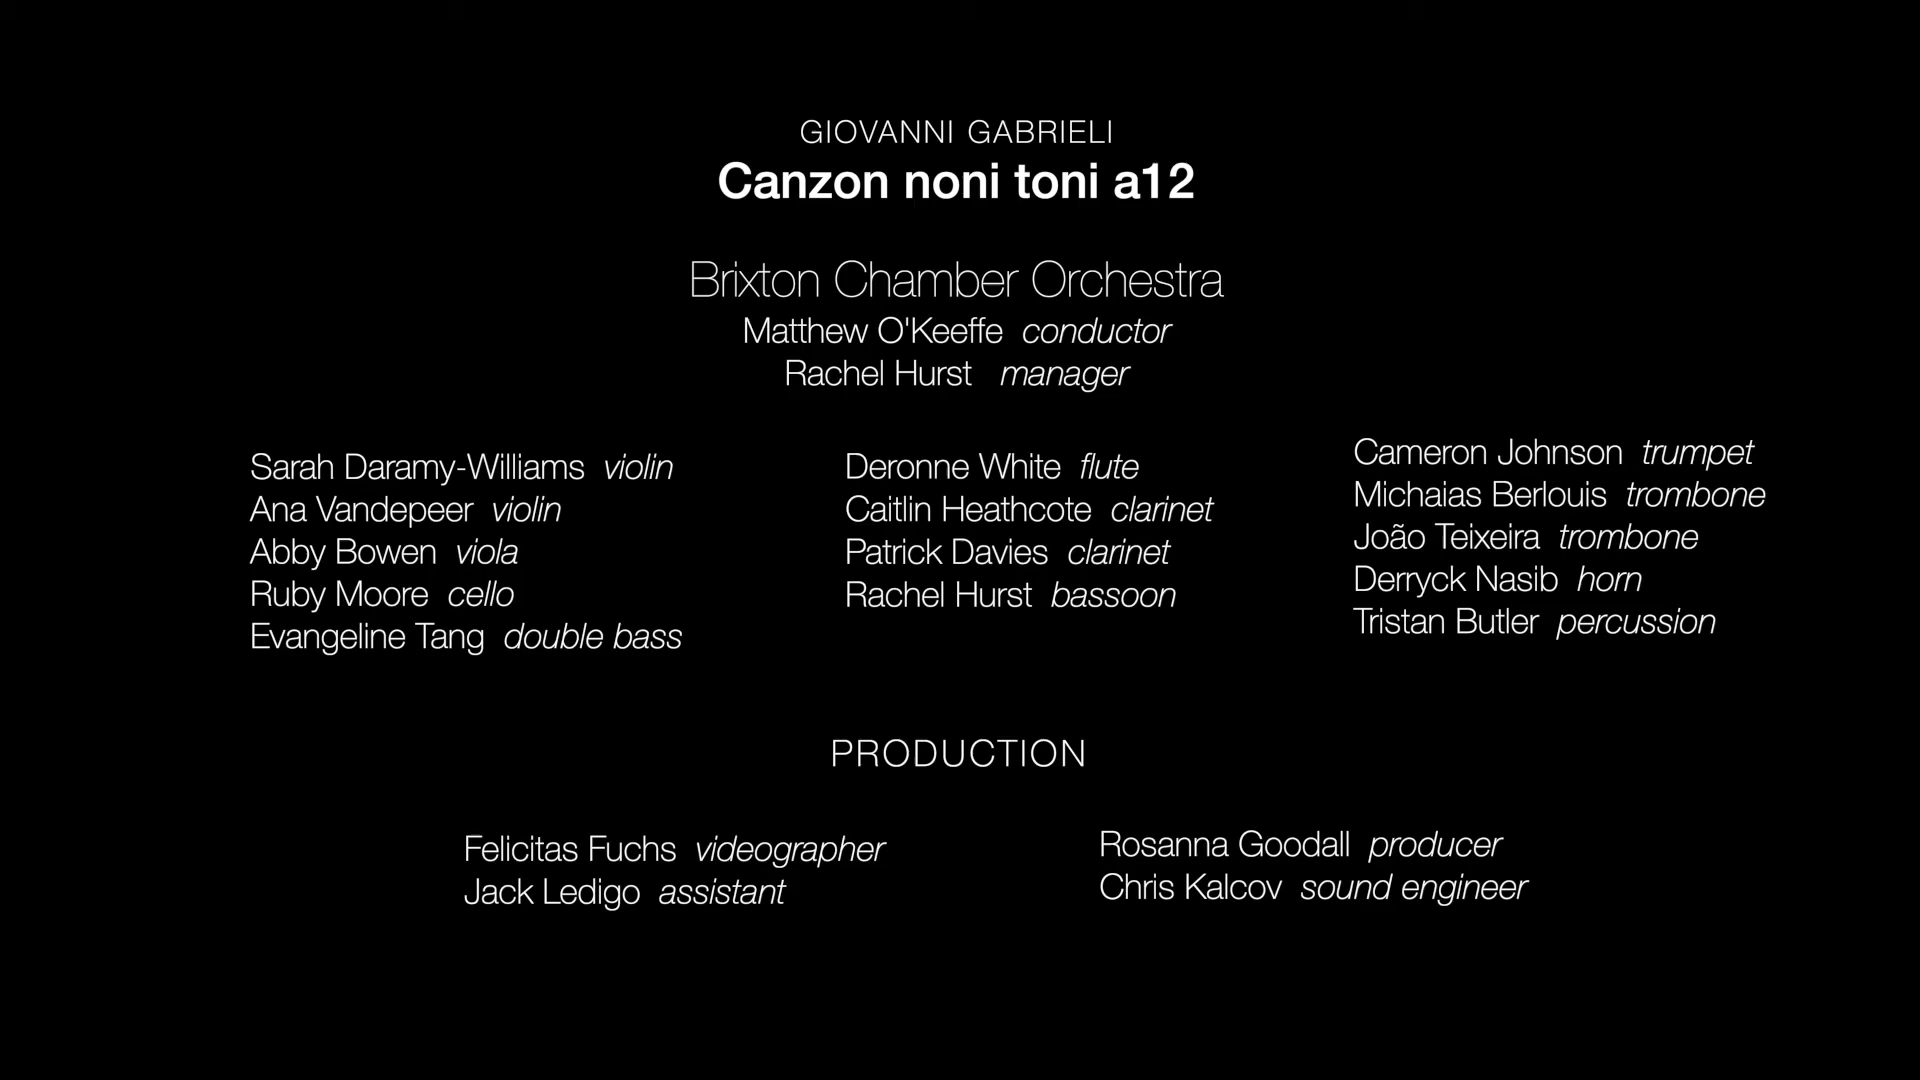 GIOVANNI GABRIELI
Canzon noni toni a12
Brixton Chamber Orchestra
Matthew O'Keeffe conductor
Rachel Hurst manager
Sarah Daramy-Williams violin
Ana Vandepeer violin
Abby Bowen viola
Ruby Moore cello
Evangeline Tang double bass
Deronne White flute
Caitlin Heathcote clarinet
Patrick Davies clarinet
Rachel Hurst bassoon
Cameron Johnson trumpet
Michaias Berlouis trombone
João Teixeira trombone
Derryck Nasib horn
Tristan Butler percussion
PRODUCTION
Felicitas Fuchs videographer
Jack Ledigo assistant
Rosanna Goodall producer
Chris Kalcov sound engineer